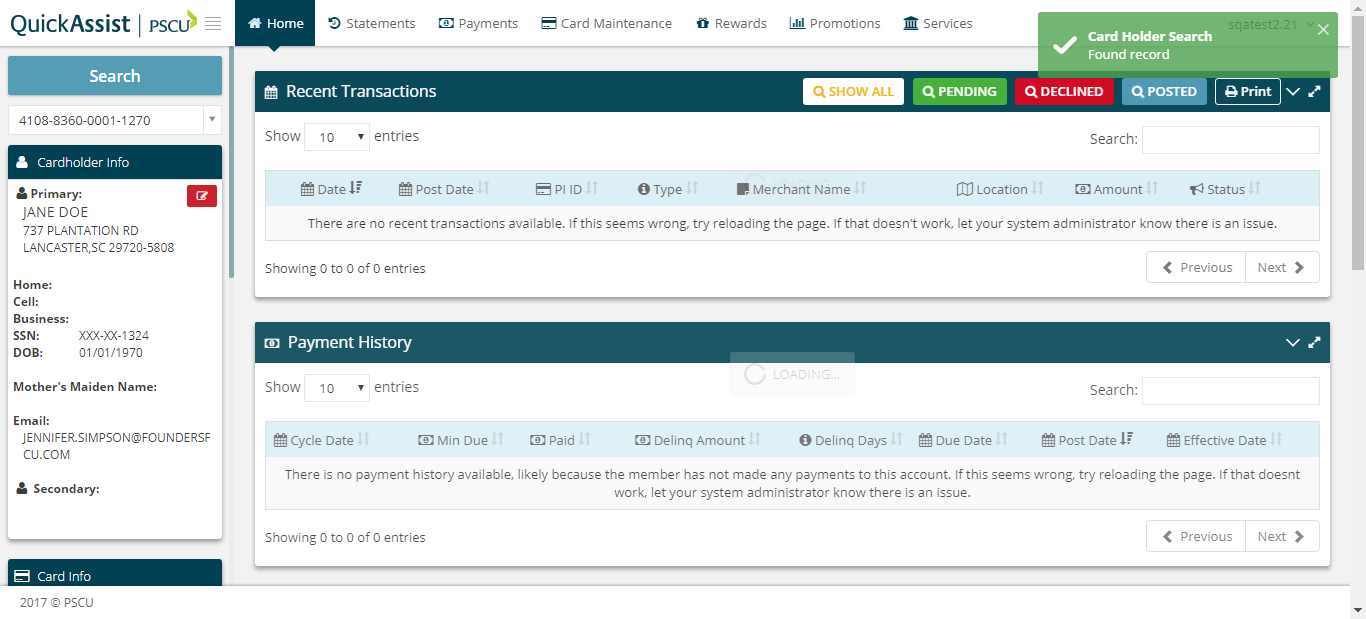 QuickAssist | PSCU
Home Statements Payments Card Maintenance Rewards Promotions Services sqatest2.21
Card Holder Search
Found record
Search
4108-8360-0001-1270
Cardholder Info
Primary:
JANE DOE
737 PLANTATION RD
LANCASTER,SC 29720-5808
Home:
Cell:
Business:
SSN: XXX-XX-1324
DOB: 01/01/1970
Mother's Maiden Name:
Email:
JENNIFER.SIMPSON@FOUNDERSF
CU.COM
Secondary:
Card Info
Recent Transactions SHOW ALL PENDING DECLINED POSTED Print
Show 10 entries Search:
LOADING...
Date Post Date PI ID Type Merchant Name Location Amount Status
There are no recent transactions available. If this seems wrong, try reloading the page. If that doesn't work, let your system administrator know there is an issue.
Showing 0 to 0 of 0 entries Previous Next
Payment History
LOADING...
Show 10 entries Search:
Cycle Date Min Due Paid Delinq Amount Delinq Days Due Date Post Date Effective Date
There is no payment history available, likely because the member has not made any payments to this account. If this seems wrong, try reloading the page. If that doesnt
work, let your system administrator know there is an issue.
Showing 0 to 0 of 0 entries Previous Next
2017 © PSCU